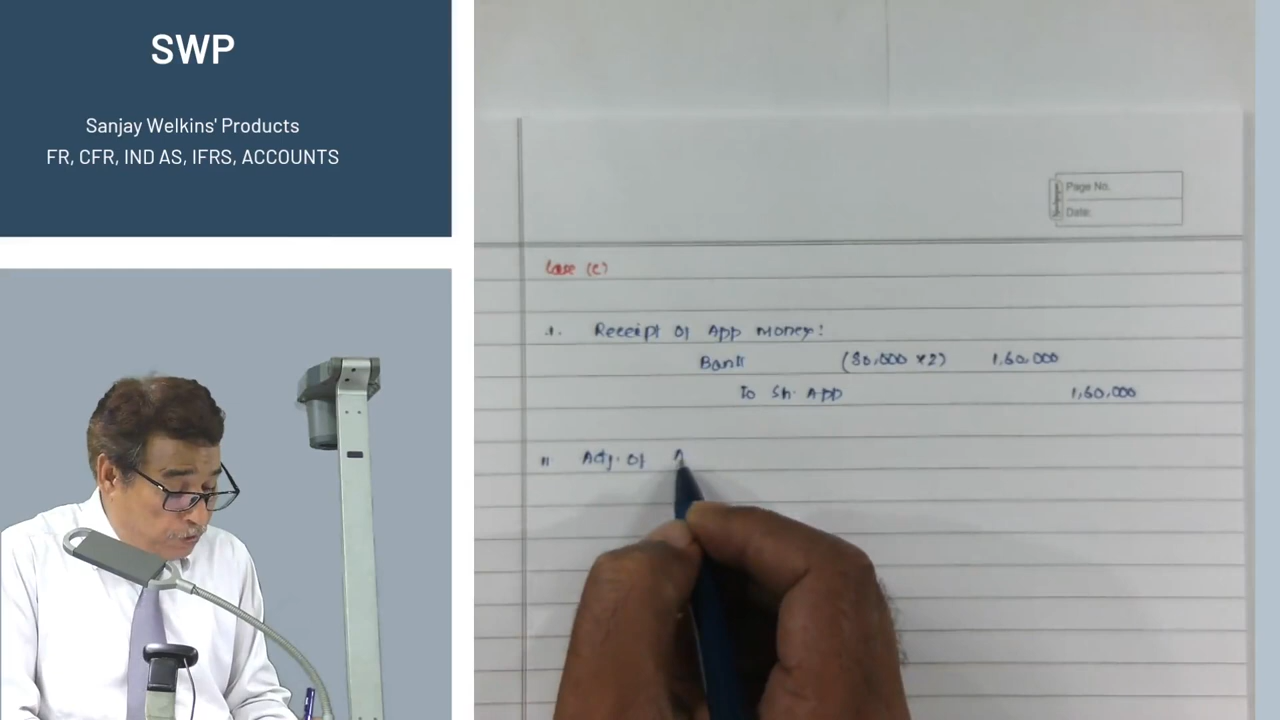 SWP
Sanjay Welkins' Products
FR, CFR, IND AS, IFRS, ACCOUNTS
Page No.
Date:
Case (c)
i. Receipt of App Money:
Bank (80,000 x 2) 1,60,000
To Sh. App 1,60,000
ii Adj. of A